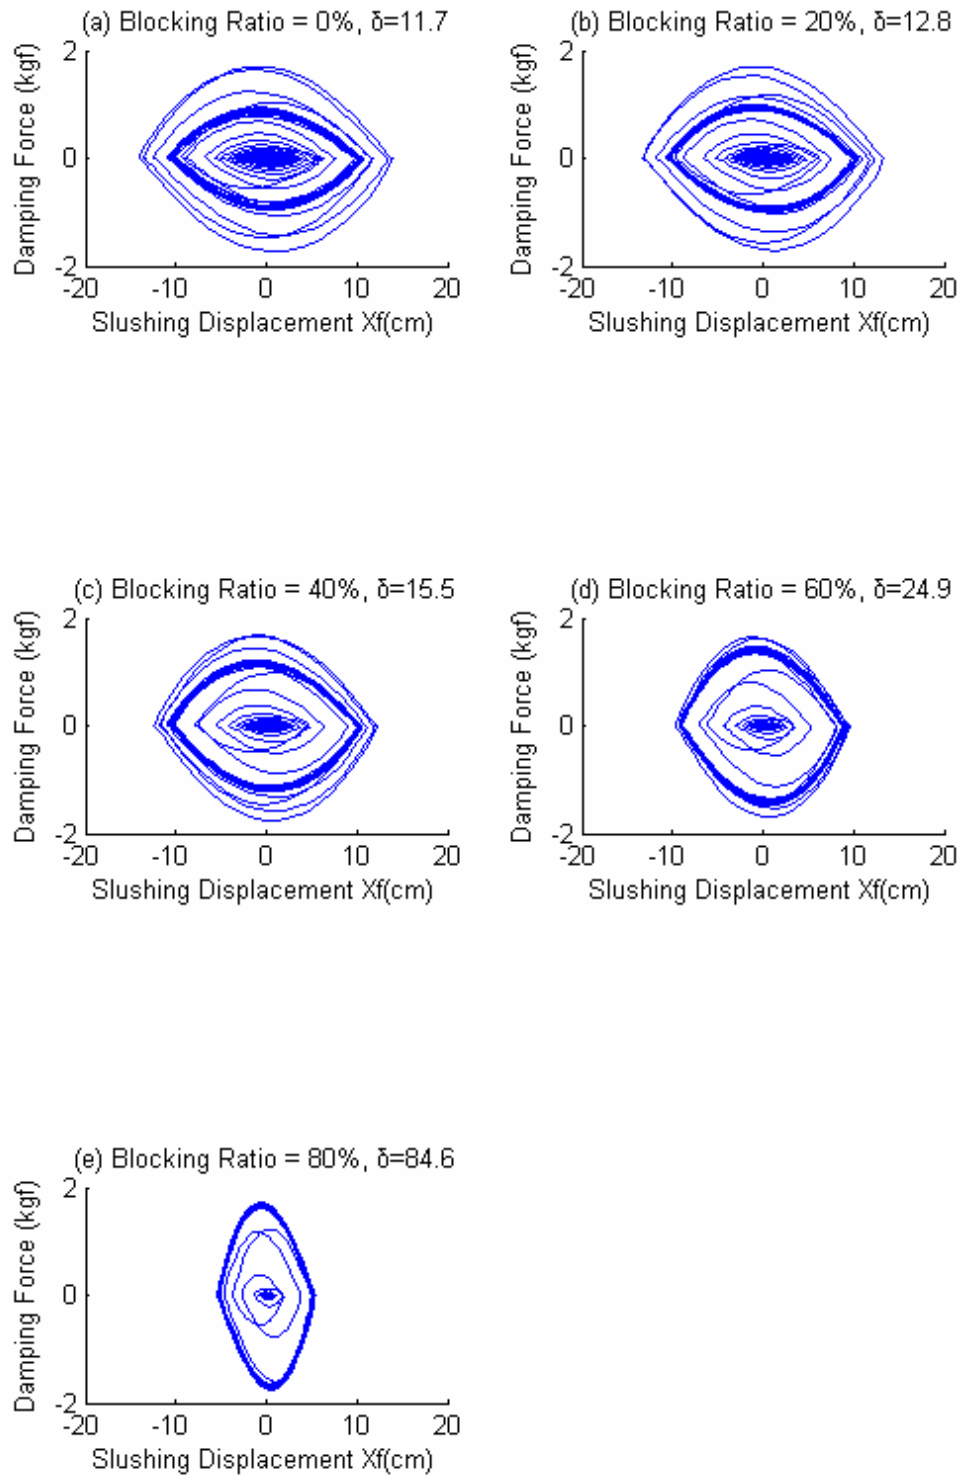 (a) Blocking Ratio = 0%, δ=11.7
2
0
-2
Damping Force (kgf)
-20 -10 0 10 20
Slushing Displacement Xf(cm)
(b) Blocking Ratio = 20%, δ=12.8
2
0
-2
Damping Force (kgf)
-20 -10 0 10 20
Slushing Displacement Xf(cm)
(c) Blocking Ratio = 40%, δ=15.5
2
0
-2
Damping Force (kgf)
-20 -10 0 10 20
Slushing Displacement Xf(cm)
(d) Blocking Ratio = 60%, δ=24.9
2
0
-2
Damping Force (kgf)
-20 -10 0 10 20
Slushing Displacement Xf(cm)
(e) Blocking Ratio = 80%, δ=84.6
2
0
-2
Damping Force (kgf)
-20 -10 0 10 20
Slushing Displacement Xf(cm)